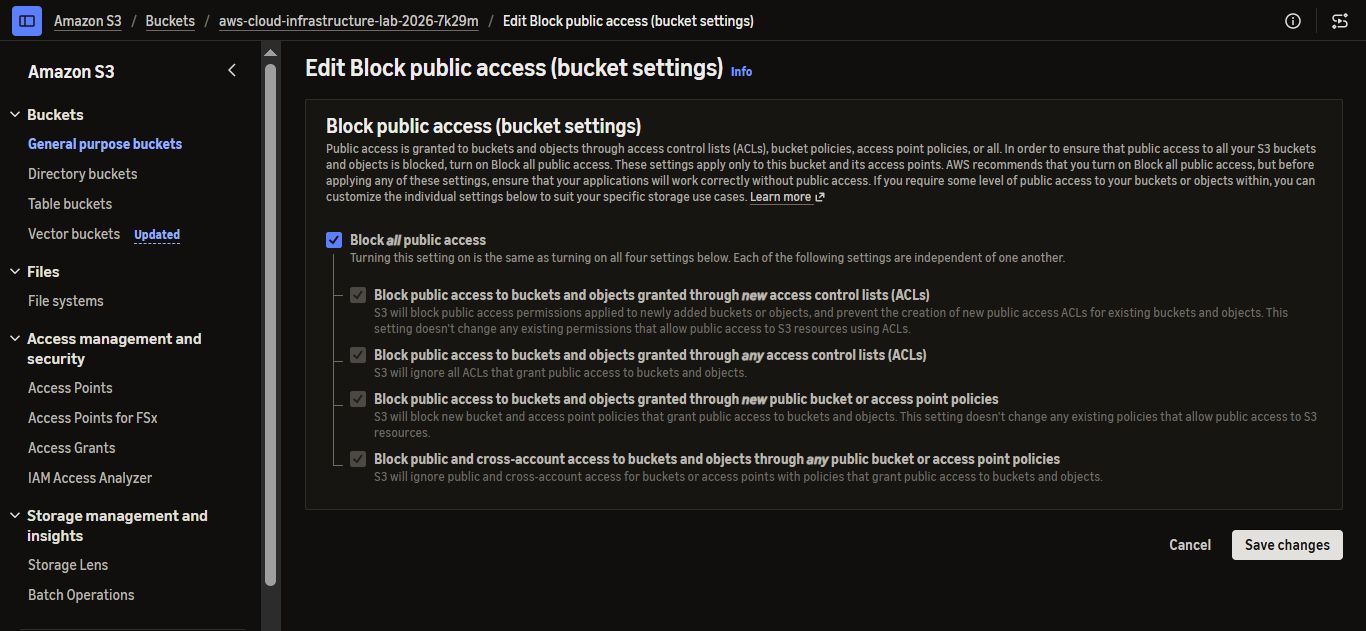 Amazon S3 / Buckets / aws-cloud-infrastructure-lab-2026-7k29m / Edit Block public access (bucket settings)
Amazon S3
Buckets
General purpose buckets
Directory buckets
Table buckets
Vector buckets Updated
Files
File systems
Access management and
security
Access Points
Access Points for FSx
Access Grants
IAM Access Analyzer
Storage management and
insights
Storage Lens
Batch Operations
Edit Block public access (bucket settings) Info
Block public access (bucket settings)
Public access is granted to buckets and objects through access control lists (ACLs), bucket policies, access point policies, or all. In order to ensure that public access to all your S3 buckets
and objects is blocked, turn on Block all public access. These settings apply only to this bucket and its access points. AWS recommends that you turn on Block all public access, but before
applying any of these settings, ensure that your applications will work correctly without public access. If you require some level of public access to your buckets or objects within, you can
customize the individual settings below to suit your specific storage use cases. Learn more
Block all public access
Turning this setting on is the same as turning on all four settings below. Each of the following settings are independent of one another.
Block public access to buckets and objects granted through new access control lists (ACLs)
S3 will block public access permissions applied to newly added buckets or objects, and prevent the creation of new public access ACLs for existing buckets and objects. This
setting doesn't change any existing permissions that allow public access to S3 resources using ACLs.
Block public access to buckets and objects granted through any access control lists (ACLs)
S3 will ignore all ACLs that grant public access to buckets and objects.
Block public access to buckets and objects granted through new public bucket or access point policies
S3 will block new bucket and access point policies that grant public access to buckets and objects. This setting doesn't change any existing policies that allow public access to S3
resources.
Block public and cross-account access to buckets and objects through any public bucket or access point policies
S3 will ignore public and cross-account access for buckets or access points with policies that grant public access to buckets and objects.
Cancel
Save changes